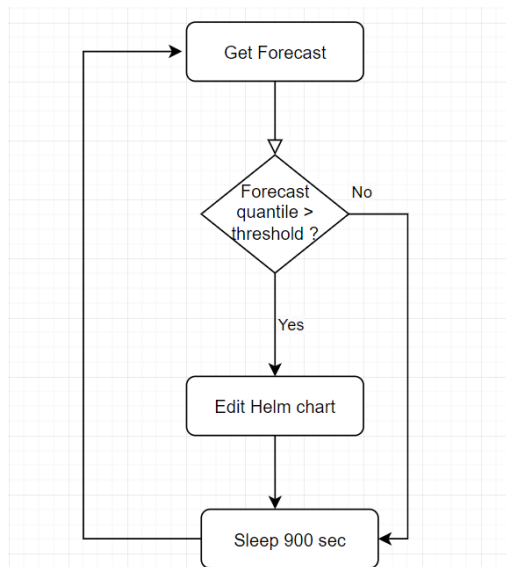 Get Forecast
Forecast
quantile >
threshold ?
No
Yes
Edit Helm chart
Sleep 900 sec